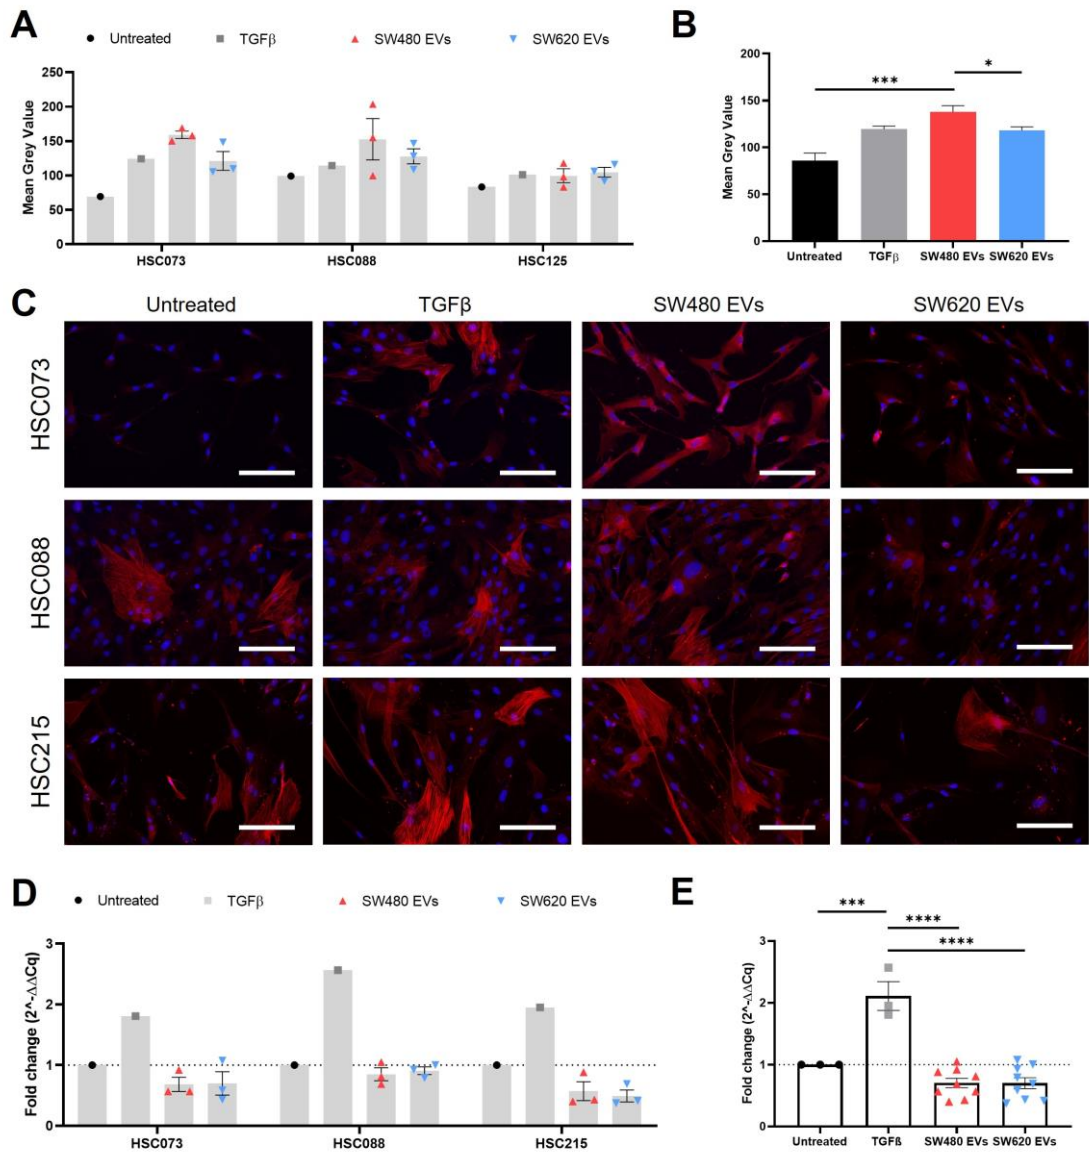 A
Untreated
TGFβ
SW480 EVs
SW620 EVs
Mean Grey Value
250
200
150
100
50
0
HSC073
HSC088
HSC125
B
Mean Grey Value
200
150
100
50
0
***
*
Untreated
TGFβ
SW480 EVs
SW620 EVs
C
Untreated
TGFβ
SW480 EVs
SW620 EVs
HSC073
HSC088
HSC215
D
Untreated
TGFβ
SW480 EVs
SW620 EVs
Fold change (2^-ΔΔCq)
3
2
1
0
HSC073
HSC088
HSC215
E
Fold change (2^-ΔΔCq)
3
2
1
0
***
****
****
Untreated
TGFß
SW480 EVs
SW620 EVs